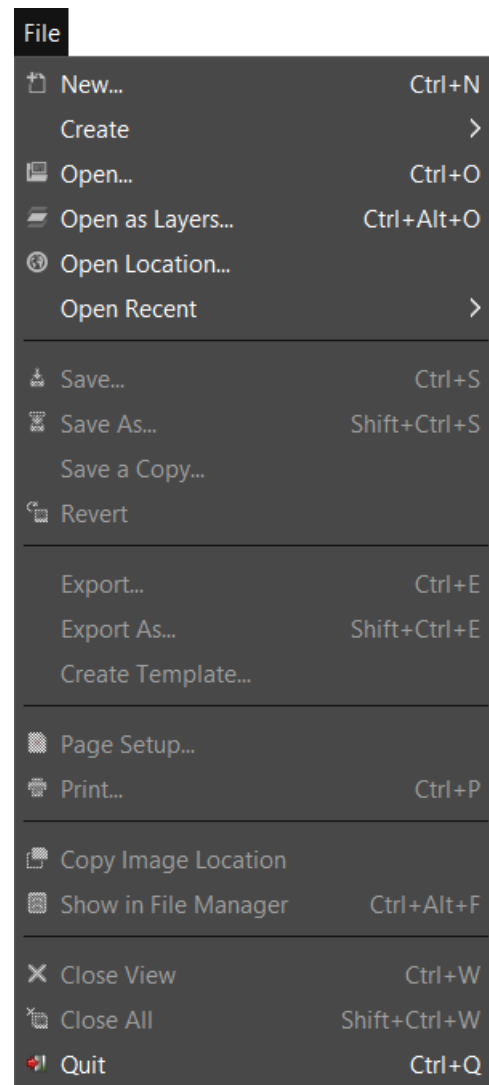 File
New... Ctrl+N
Create >
Open... Ctrl+O
Open as Layers... Ctrl+Alt+O
Open Location...
Open Recent >
Save... Ctrl+S
Save As... Shift+Ctrl+S
Save a Copy...
Revert
Export... Ctrl+E
Export As... Shift+Ctrl+E
Create Template...
Page Setup...
Print... Ctrl+P
Copy Image Location
Show in File Manager Ctrl+Alt+F
Close View Ctrl+W
Close All Shift+Ctrl+W
Quit Ctrl+Q